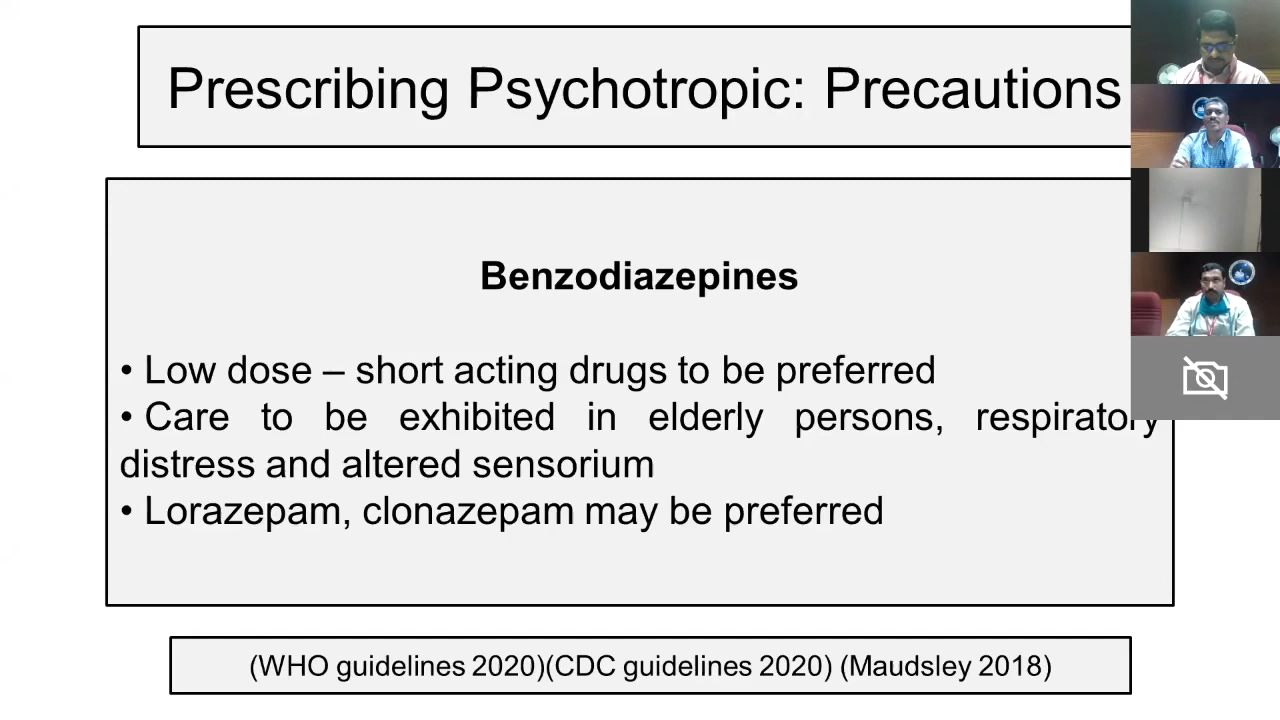 Prescribing Psychotropic: Precautions
Benzodiazepines
• Low dose – short acting drugs to be preferred
• Care to be exhibited in elderly persons, respiratory
distress and altered sensorium
• Lorazepam, clonazepam may be preferred
(WHO guidelines 2020)(CDC guidelines 2020) (Maudsley 2018)